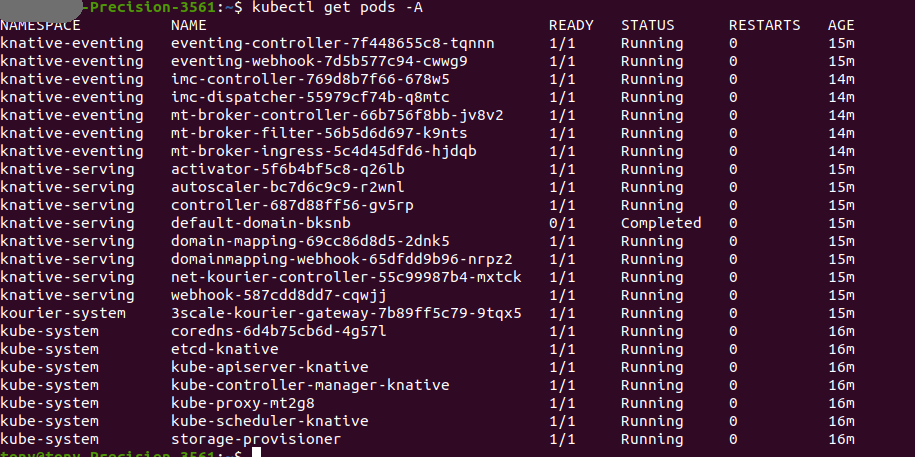 -Precision-3561:~$ kubectl get pods -A
NAMESPACE NAME READY STATUS RESTARTS AGE
knative-eventing eventing-controller-7f448655c8-tqnnn 1/1 Running 0 15m
knative-eventing eventing-webhook-7d5b577c94-cwwg9 1/1 Running 0 15m
knative-eventing imc-controller-769d8b7f66-678w5 1/1 Running 0 14m
knative-eventing imc-dispatcher-55979cf74b-q8mtc 1/1 Running 0 14m
knative-eventing mt-broker-controller-66b756f8bb-jv8v2 1/1 Running 0 14m
knative-eventing mt-broker-filter-56b5d6d697-k9nts 1/1 Running 0 14m
knative-eventing mt-broker-ingress-5c4d45dfd6-hjdqb 1/1 Running 0 14m
knative-serving activator-5f6b4bf5c8-q26lb 1/1 Running 0 15m
knative-serving autoscaler-bc7d6c9c9-r2wnl 1/1 Running 0 15m
knative-serving controller-687d88ff56-gv5rp 1/1 Running 0 15m
knative-serving default-domain-bksnb 0/1 Completed 0 15m
knative-serving domain-mapping-69cc86d8d5-2dnk5 1/1 Running 0 15m
knative-serving domainmapping-webhook-65dfdd9b96-nrpz2 1/1 Running 0 15m
knative-serving net-kourier-controller-55c99987b4-mxtck 1/1 Running 0 15m
knative-serving webhook-587cdd8dd7-cqwjj 1/1 Running 0 15m
kourier-system 3scale-kourier-gateway-7b89ff5c79-9tqx5 1/1 Running 0 15m
kube-system coredns-6d4b75cb6d-4g57l 1/1 Running 0 16m
kube-system etcd-knative 1/1 Running 0 16m
kube-system kube-apiserver-knative 1/1 Running 0 16m
kube-system kube-controller-manager-knative 1/1 Running 0 16m
kube-system kube-proxy-mt2g8 1/1 Running 0 16m
kube-system kube-scheduler-knative 1/1 Running 0 16m
kube-system storage-provisioner 1/1 Running 0 16m
tony@tony-Precision-3561:~$